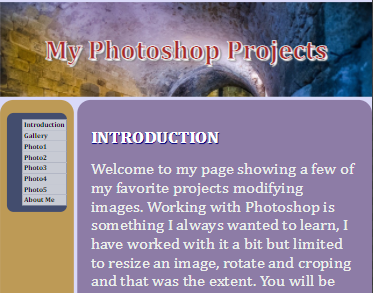 My Photoshop Projects
Introduction
Gallery
Photo1
Photo2
Photo3
Photo4
Photo5
About Me
INTRODUCTION
Welcome to my page showing a few of
my favorite projects modifying
images. Working with Photoshop is
something I always wanted to learn, I
have worked with it a bit but limited
to resize an image, rotate and croping
and that was the extent. You will be